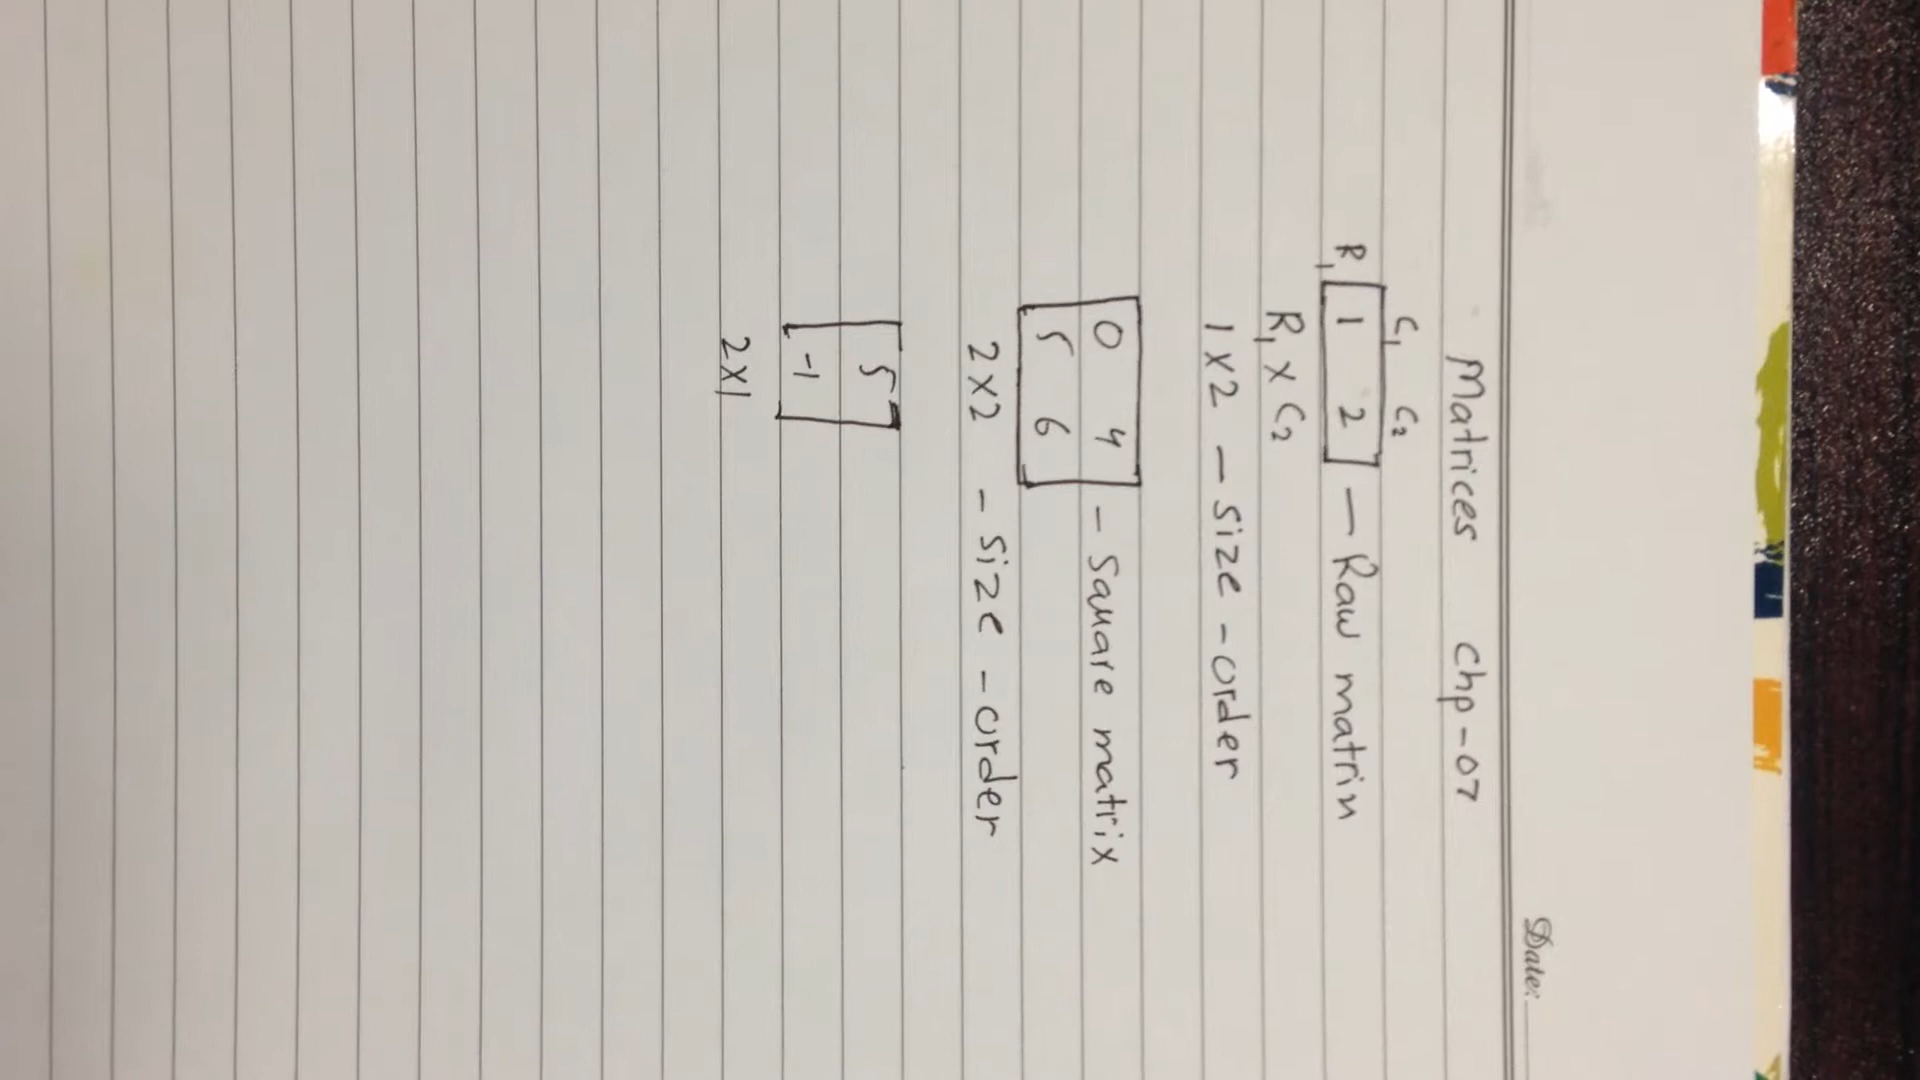 Date:
Matrices Chp-07
C1 C2
R1 [1 2] — Raw matrin
R1 x C2
1x2 - size - order
[0 4
5 6] - Square matrix
2x2 - size - order
[5
-1]
2x1